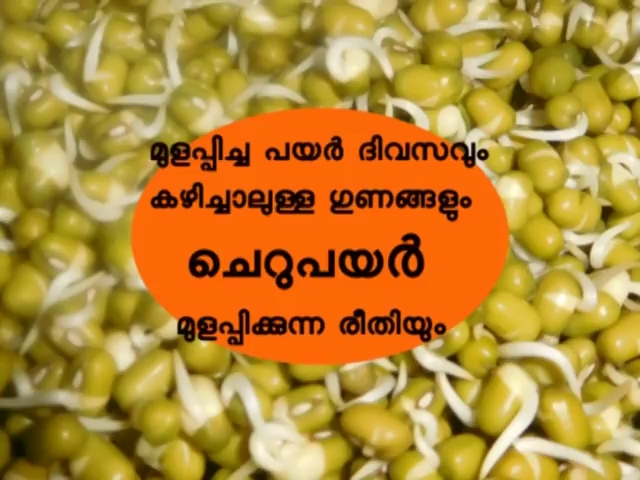 മുളപ്പിച്ച പയർ ദിവസവും
കഴിച്ചാലുള്ള ഗുണങ്ങളും
ചെറുപയർ
മുളപ്പിക്കുന്ന രീതിയും